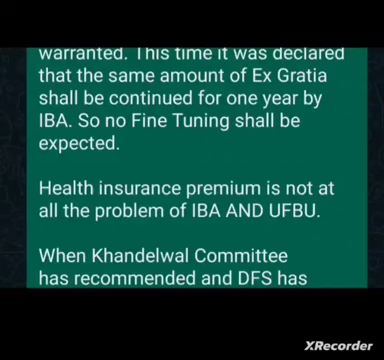 warranted. This time it was declared
that the same amount of Ex Gratia
shall be continued for one year by
IBA. So no Fine Tuning shall be
expected.
Health insurance premium is not at
all the problem of IBA AND UFBU.
When Khandelwal Committee
has recommended and DFS has
XRecorder